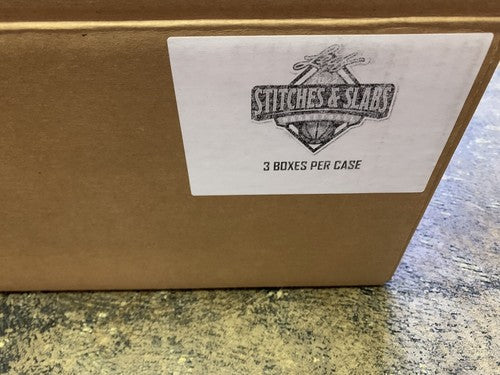 STITCHES & SLABS
3 BOXES PER CASE